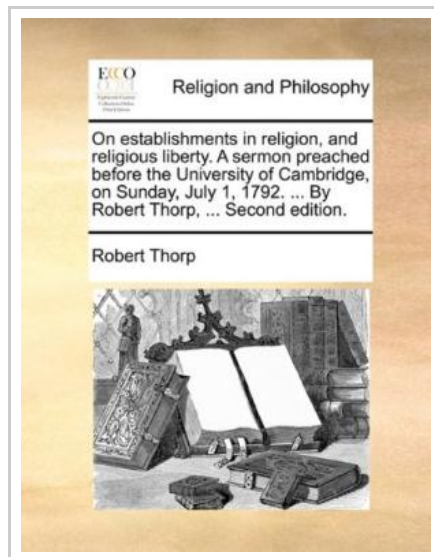 ECCO
Religion and Philosophy
On establishments in religion, and
religious liberty. A sermon preached
before the University of Cambridge,
on Sunday, July 1, 1792. ... By
Robert Thorp, ... Second edition.
Robert Thorp